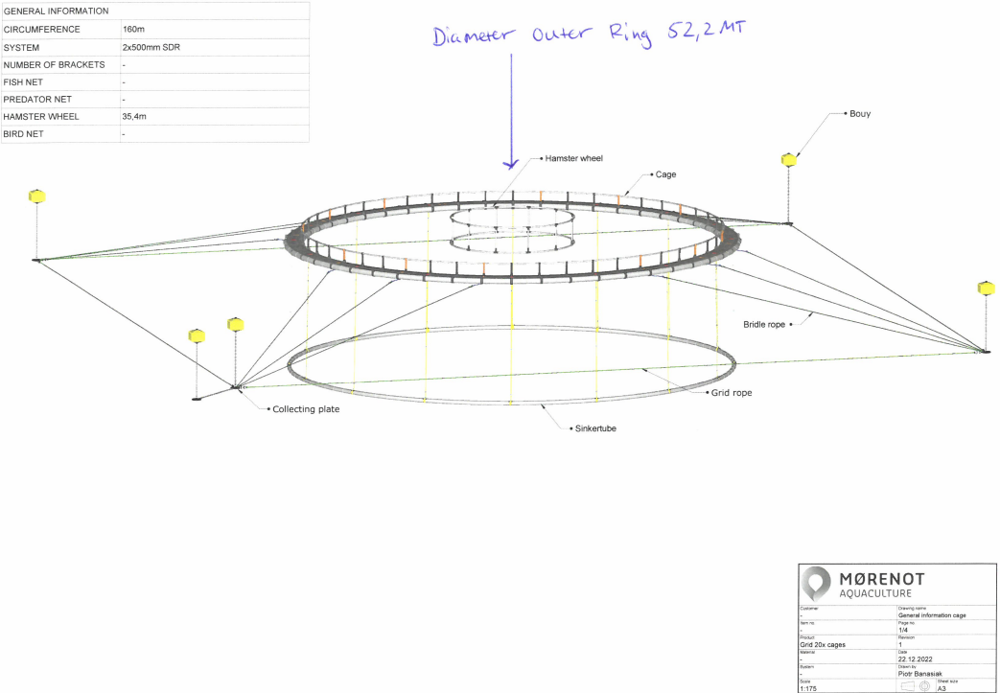 GENERAL INFORMATION
CIRCUMFERENCE 160m
SYSTEM 2x500mm SDR
NUMBER OF BRACKETS -
FISH NET -
PREDATOR NET -
HAMSTER WHEEL 35,4m
BIRD NET -
Diameter Outer Ring 52,2 MT
Bouy
Hamster wheel
Cage
Bridle rope
Grid rope
Collecting plate
Sinkertube
MØRENOT
AQUACULTURE
Customer Drawing name
- General information cage
Item no. Page no.
- 1/4
Product Revision
Grid 20x cages 1
Material Date
- 22.12.2022
System Drawn by
- Piotr Banasiak
Scale Sheet size
1:175 A3